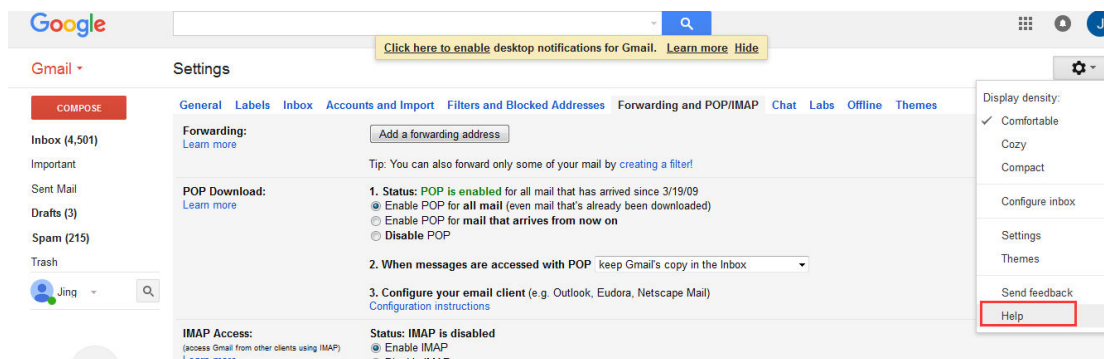 Google
Click here to enable desktop notifications for Gmail. Learn more Hide
J
Gmail
Settings
COMPOSE
Inbox (4,501)
Important
Sent Mail
Drafts (3)
Spam (215)
Trash
Jing
General Labels Inbox Accounts and Import Filters and Blocked Addresses Forwarding and POP/IMAP Chat Labs Offline Themes
Forwarding:
Learn more
Add a forwarding address
Tip: You can also forward only some of your mail by creating a filter!
POP Download:
Learn more
1. Status: POP is enabled for all mail that has arrived since 3/19/09
Enable POP for all mail (even mail that's already been downloaded)
Enable POP for mail that arrives from now on
Disable POP
2. When messages are accessed with POP keep Gmail's copy in the Inbox
3. Configure your email client (e.g. Outlook, Eudora, Netscape Mail)
Configuration instructions
IMAP Access:
(access Gmail from other clients using IMAP)
Learn more
Status: IMAP is disabled
Enable IMAP
Disable IMAP
Display density:
Comfortable
Cozy
Compact
Configure inbox
Settings
Themes
Send feedback
Help